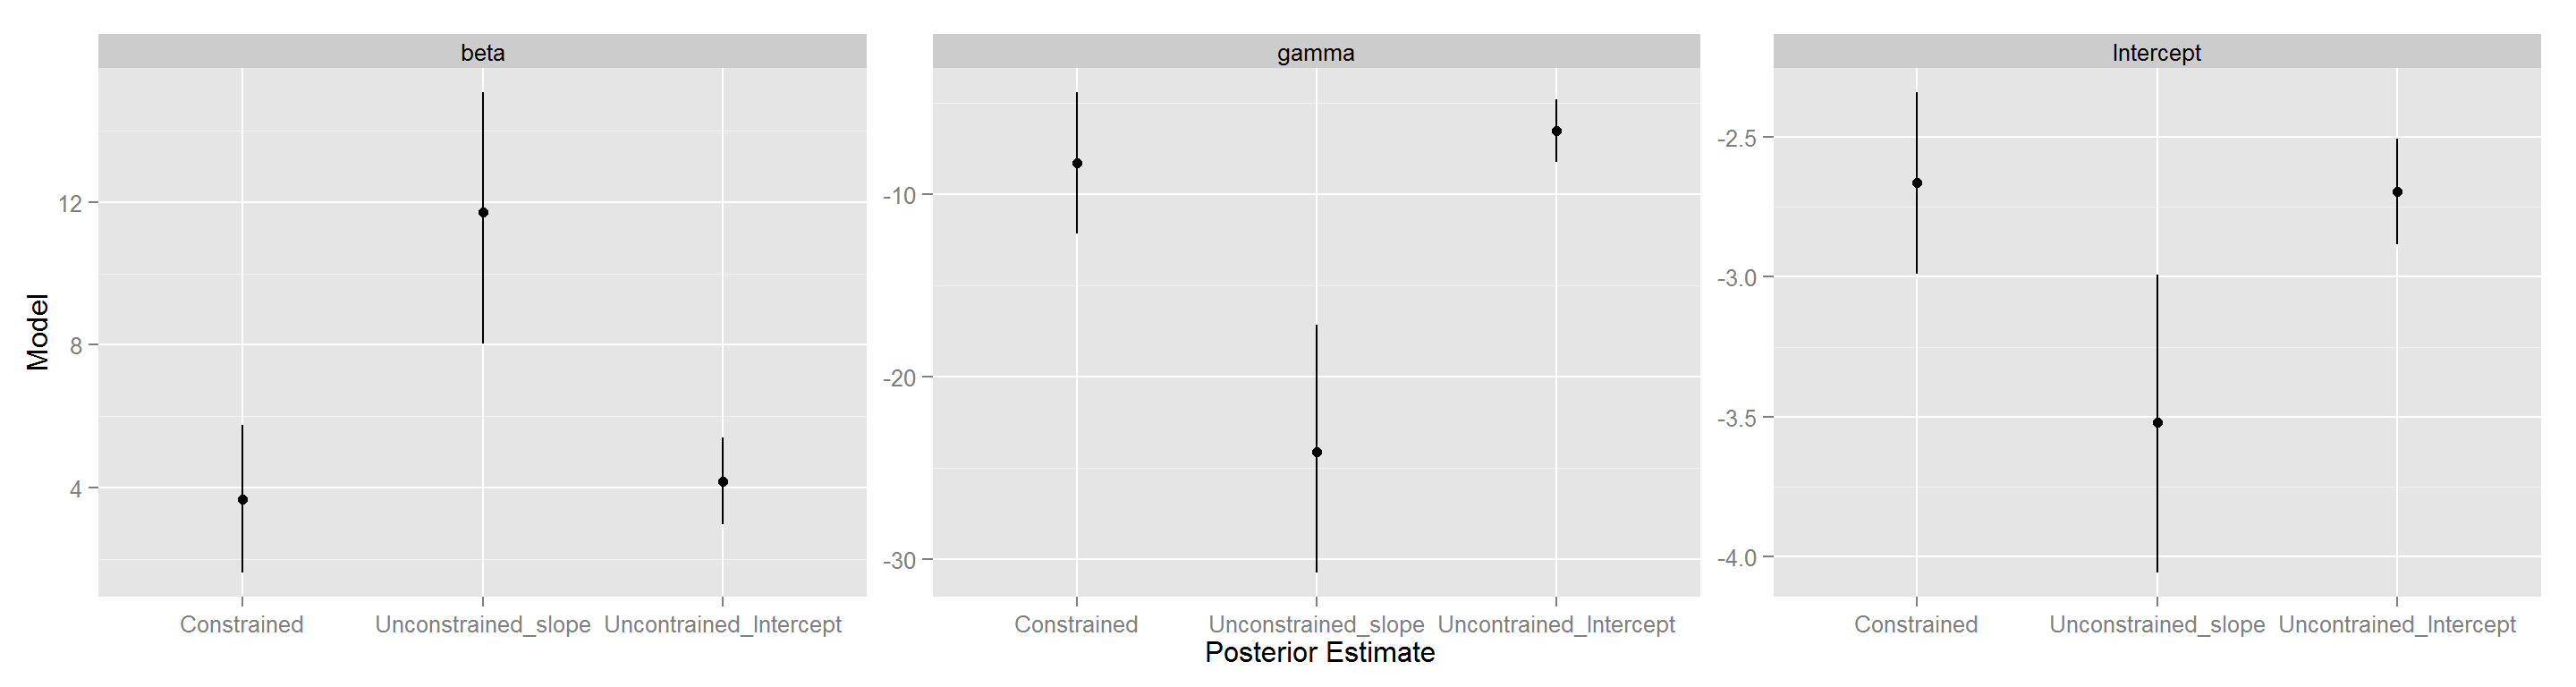 beta
gamma
Intercept
Model
12
8
4
-10
-20
-30
-2.5
-3.0
-3.5
-4.0
Constrained Unconstrained_slope Uncontrained_Intercept
Constrained Unconstrained_slope Uncontrained_Intercept
Constrained Unconstrained_slope Uncontrained_Intercept
Posterior Estimate